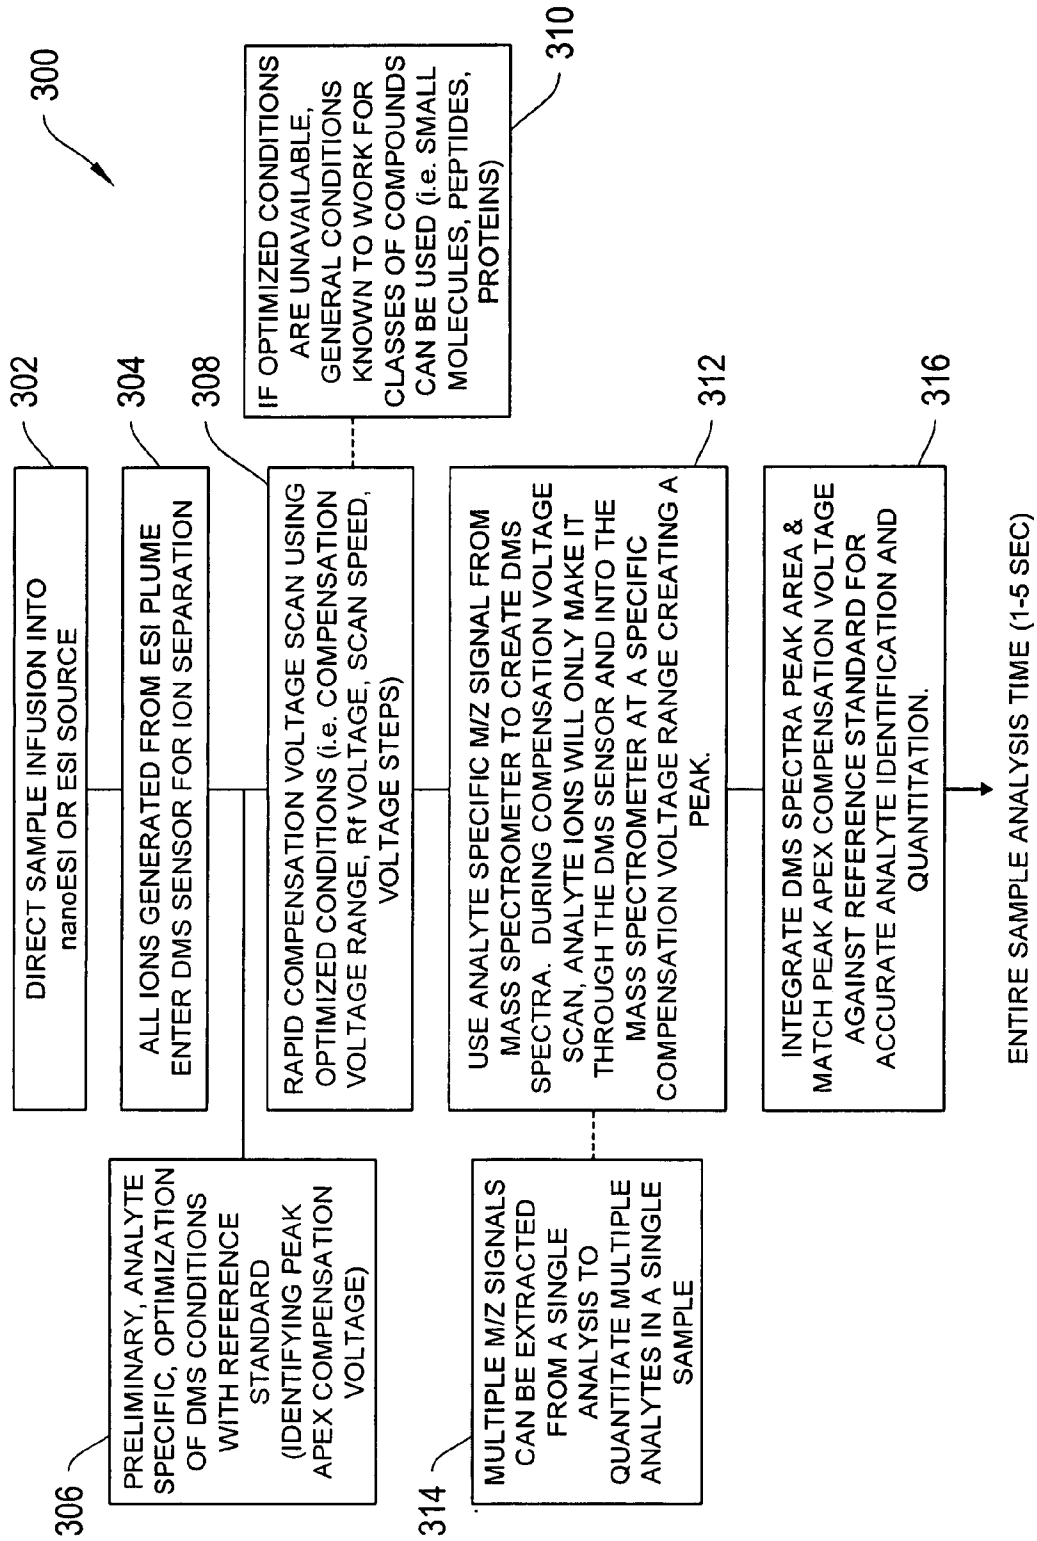 300
302
DIRECT SAMPLE INFUSION INTO
nanoESI OR ESI SOURCE
304
ALL IONS GENERATED FROM ESI PLUME
ENTER DMS SENSOR FOR ION SEPARATION
306
PRELIMINARY, ANALYTE
SPECIFIC, OPTIMIZATION
OF DMS CONDITIONS
WITH REFERENCE
STANDARD
(IDENTIFYING PEAK
APEX COMPENSATION
VOLTAGE)
308
RAPID COMPENSATION VOLTAGE SCAN USING
OPTIMIZED CONDITIONS (i.e. COMPENSATION
VOLTAGE RANGE, Rf VOLTAGE, SCAN SPEED,
VOLTAGE STEPS)
310
IF OPTIMIZED CONDITIONS
ARE UNAVAILABLE,
GENERAL CONDITIONS
KNOWN TO WORK FOR
CLASSES OF COMPOUNDS
CAN BE USED (i.e. SMALL
MOLECULES, PEPTIDES,
PROTEINS)
312
USE ANALYTE SPECIFIC M/Z SIGNAL FROM
MASS SPECTROMETER TO CREATE DMS
SPECTRA. DURING COMPENSATION VOLTAGE
SCAN, ANALYTE IONS WILL ONLY MAKE IT
THROUGH THE DMS SENSOR AND INTO THE
MASS SPECTROMETER AT A SPECIFIC
COMPENSATION VOLTAGE RANGE CREATING A
PEAK.
314
MULTIPLE M/Z SIGNALS
CAN BE EXTRACTED
FROM A SINGLE
ANALYSIS TO
QUANTITATE MULTIPLE
ANALYTES IN A SINGLE
SAMPLE
316
INTEGRATE DMS SPECTRA PEAK AREA &
MATCH PEAK APEX COMPENSATION VOLTAGE
AGAINST REFERENCE STANDARD FOR
ACCURATE ANALYTE IDENTIFICATION AND
QUANTITATION.
ENTIRE SAMPLE ANALYSIS TIME (1-5 SEC)